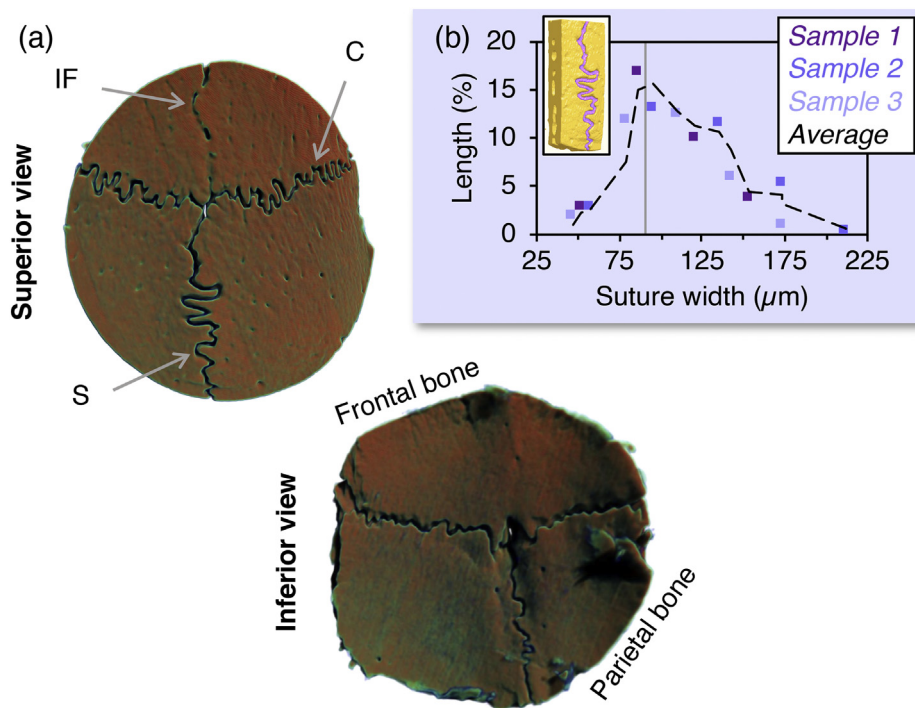 (a)
IF
C
Superior view
S
(b)
20
15
10
5
0
Length (%)
25 75 125 175 225
Suture width (µm)
Sample 1
Sample 2
Sample 3
Average
Frontal bone
Inferior view
Parietal bone